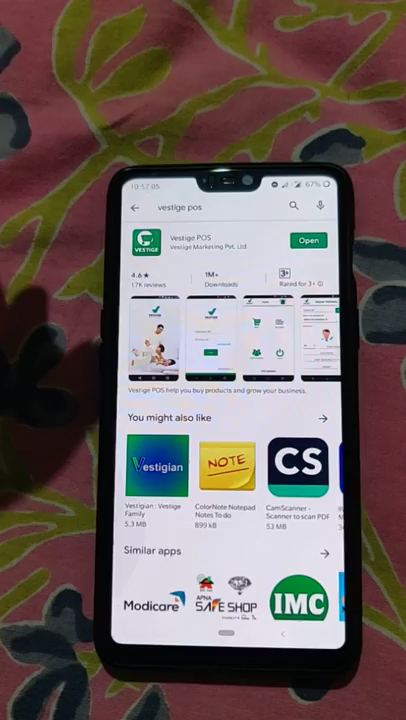 10:57:05
67%
vestige pos
VESTIGE
Vestige POS
Vestige Marketing Pvt. Ltd.
Open
4.6★
1M+
3+
17K reviews
Downloads
Rated for 3+
Vestige POS help you buy products and grow your business.
You might also like
Vestigian
NOTE
CS
Vestigian : Vestige Family
5.3 MB
ColorNote Notepad Notes To do
899 kB
CamScanner - Scanner to scan PDF
53 MB
Similar apps
Modicare
APNA
SAFE SHOP
IMC